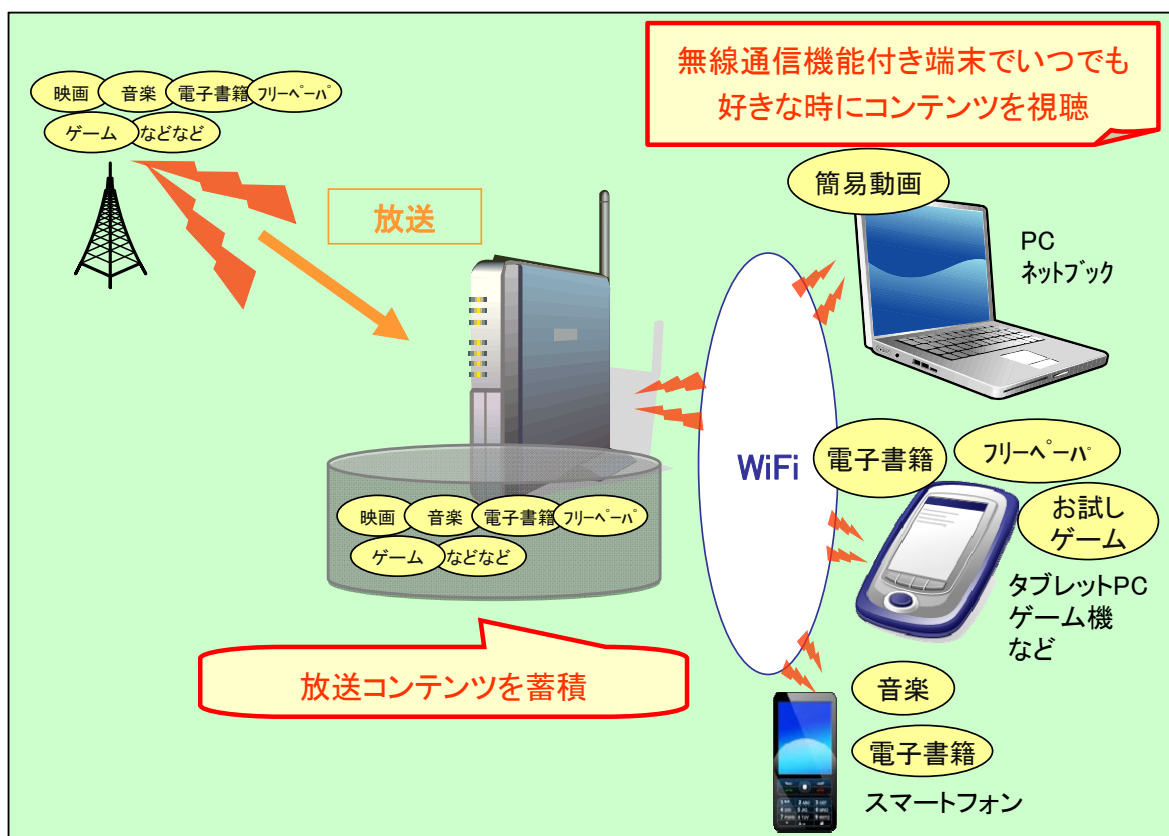 無線通信機能付き端末でいつでも
好きな時にコンテンツを視聴
映画 音楽 電子書籍 フリーペーパ
ゲーム などなど
放送
簡易動画
PC
ネットブック
WiFi
電子書籍
フリーペーパ
お試し
ゲーム
タブレットPC
ゲーム機
など
映画 音楽 電子書籍 フリーペーパ
ゲーム などなど
放送コンテンツを蓄積
音楽
電子書籍
スマートフォン